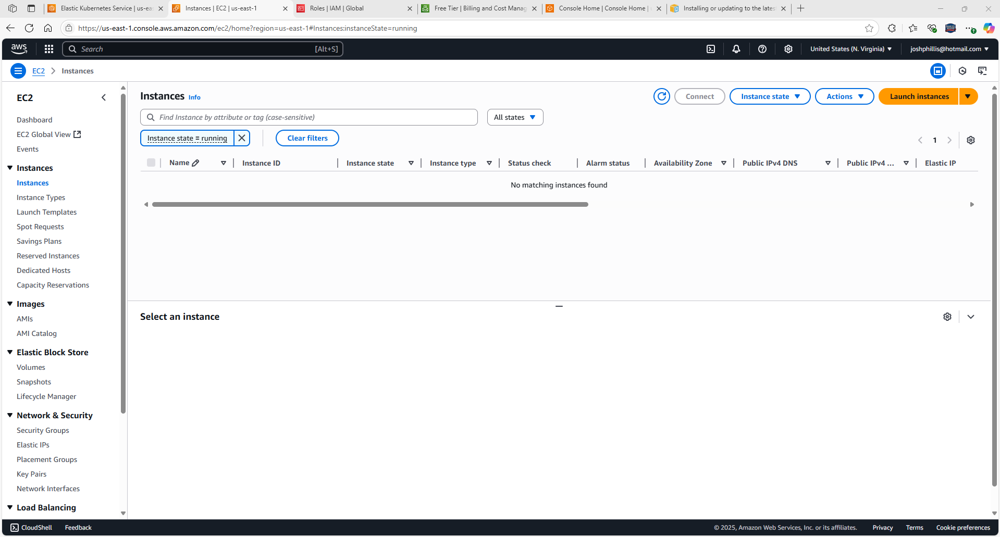 Elastic Kubernetes Service | us-eas
Instances | EC2 | us-east-1
Roles | IAM | Global
Free Tier | Billing and Cost Manag
Console Home | Console Home |
Installing or updating to the lates
https://us-east-1.console.aws.amazon.com/ec2/home?region=us-east-1#Instances:instanceState=running
aws
Search
[Alt+S]
United States (N. Virginia)
joshphillis@hotmail.com
EC2
Instances
EC2
Dashboard
EC2 Global View
Events
Instances
Instances
Instance Types
Launch Templates
Spot Requests
Savings Plans
Reserved Instances
Dedicated Hosts
Capacity Reservations
Images
AMIs
AMI Catalog
Elastic Block Store
Volumes
Snapshots
Lifecycle Manager
Network & Security
Security Groups
Elastic IPs
Placement Groups
Key Pairs
Network Interfaces
Load Balancing
Instances Info
Connect
Instance state
Actions
Launch instances
Find Instance by attribute or tag (case-sensitive)
All states
Instance state = running
Clear filters
1
Name
Instance ID
Instance state
Instance type
Status check
Alarm status
Availability Zone
Public IPv4 DNS
Public IPv4 ...
Elastic IP
No matching instances found
Select an instance
CloudShell
Feedback
© 2025, Amazon Web Services, Inc. or its affiliates.
Privacy
Terms
Cookie preferences